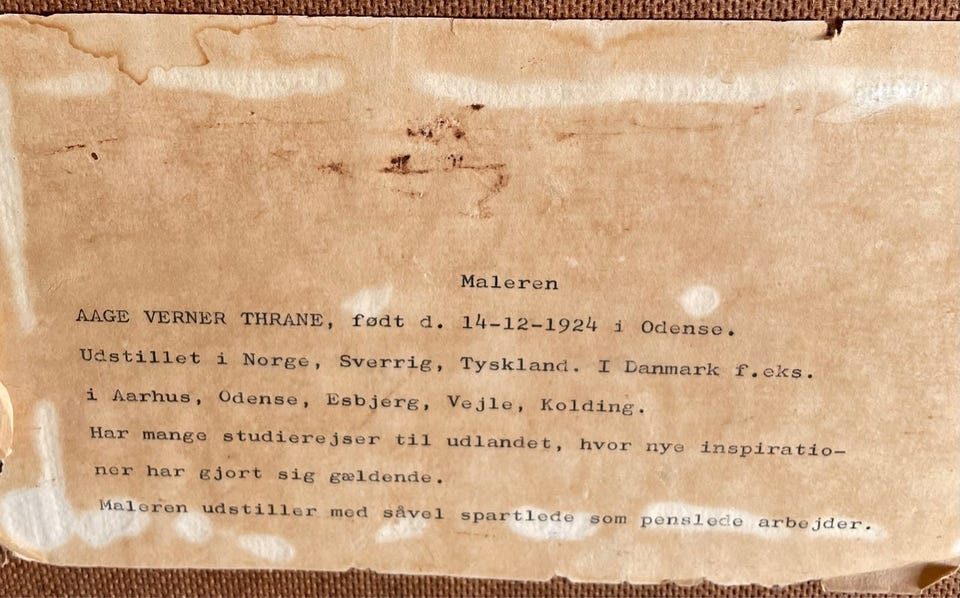 Maleren
AAGE VERNER THRANE, født d. 14-12-1924 i Odense.
Udstillet i Norge, Sverrig, Tyskland. I Danmark f.eks.
i Aarhus, Odense, Esbjerg, Vejle, Kolding.
Har mange studierejser til udlandet, hvor nye inspiratio-
ner har gjort sig gældende.
Maleren udstiller med såvel spartlede som penslede arbejder.